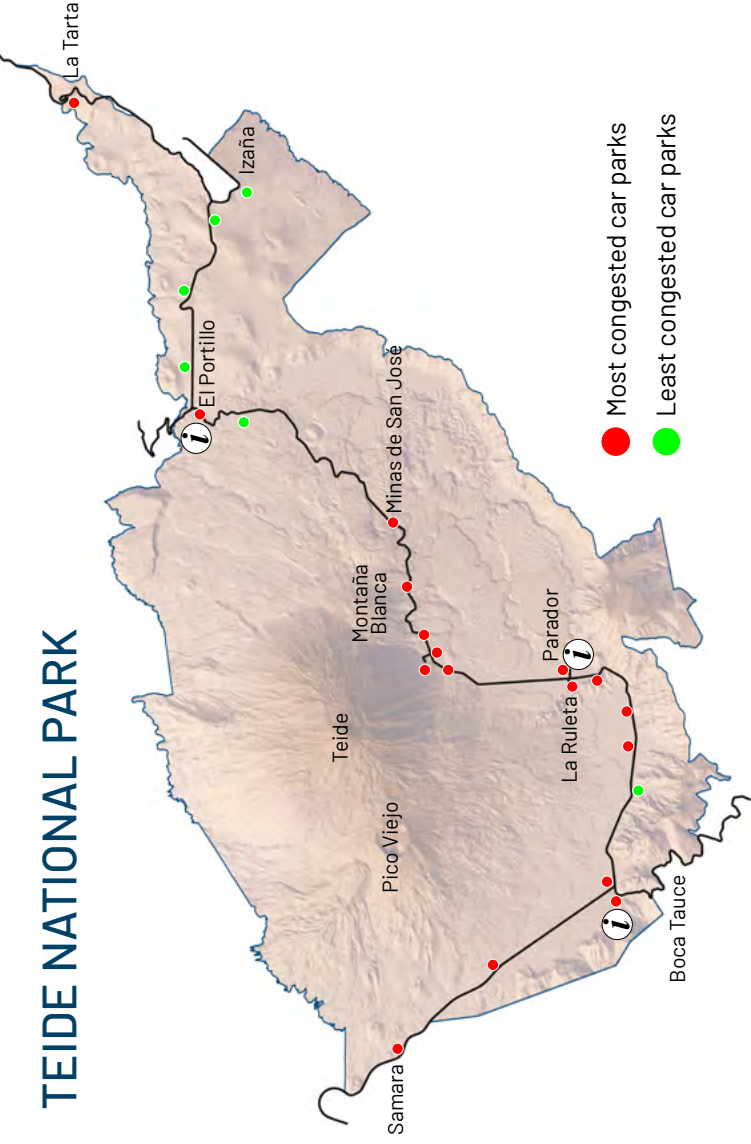 TEIDE NATIONAL PARK
La Tarta
Izaña
El Portillo
i
Minas de San José
Montaña
Blanca
Teide
Pico Viejo
Parador
i
La Ruleta
Boca Tauce
i
Samara
Most congested car parks
Least congested car parks